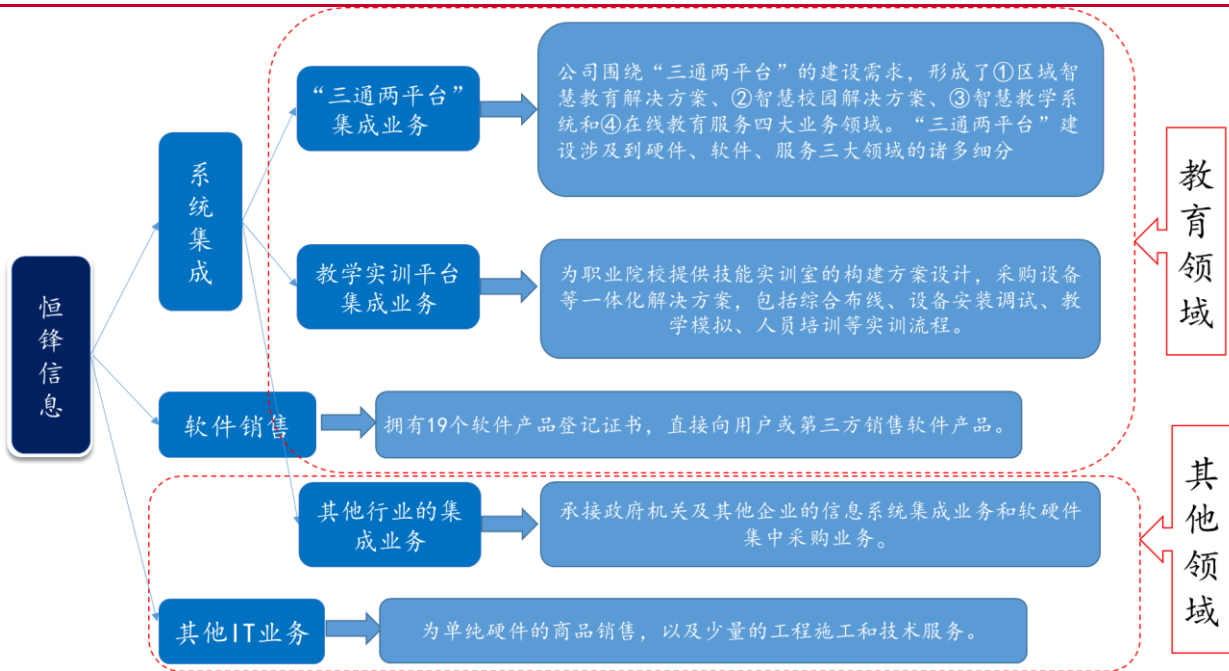 恒锋信息
系统集成
“三通两平台”
集成业务
公司围绕“三通两平台”的建设需求，形成了①区域智
慧教育解决方案、②智慧校园解决方案、③智慧教学系
统和④在线教育服务四大业务领域。“三通两平台”建
设涉及到硬件、软件、服务三大领域的诸多细分
教学实训平台
集成业务
为职业院校提供技能实训室的构建方案设计，采购设备
等一体化解决方案，包括综合布线、设备安装调试、教
学模拟、人员培训等实训流程。
软件销售
拥有19个软件产品登记证书，直接向用户或第三方销售软件产品。
教育领域
其他行业的集
成业务
承接政府机关及其他企业的信息系统集成业务和软硬件
集中采购业务。
其他IT业务
为单纯硬件的商品销售，以及少量的工程施工和技术服务。
其他领域